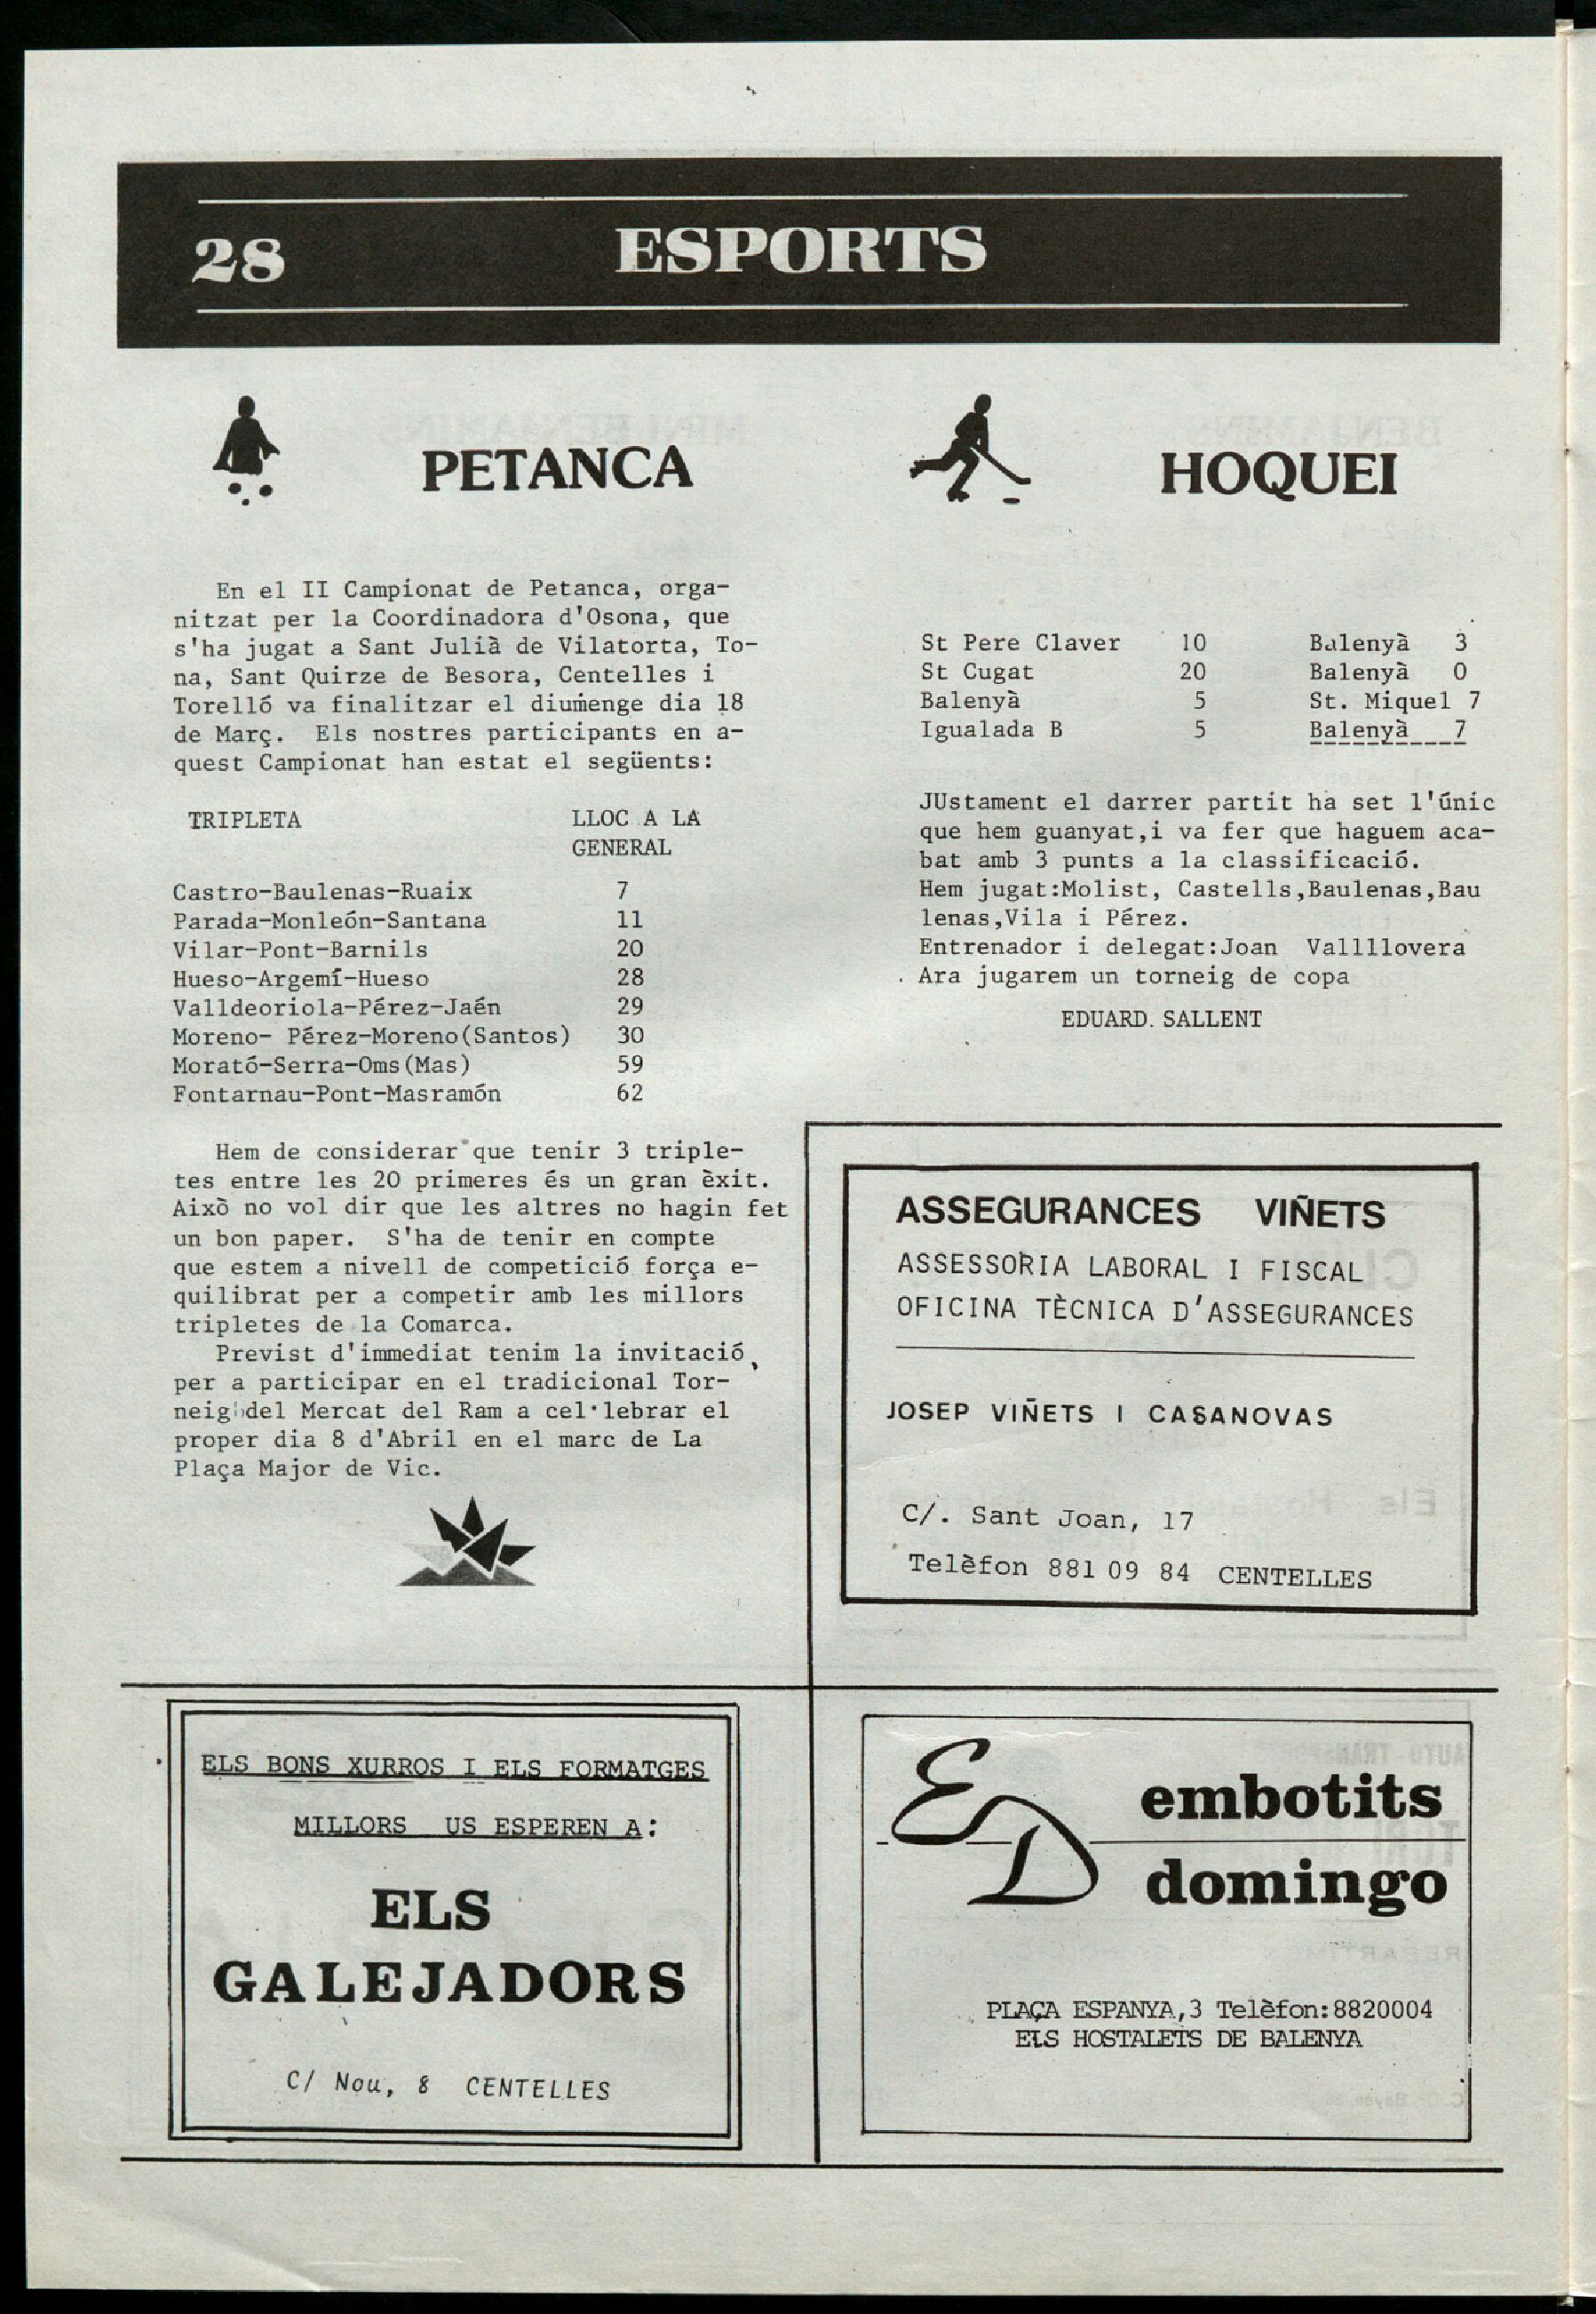 28
ESPORTS
PETANCA
En el II Campionat de Petanca, orga-
nitzat per la Coordinadora d'Osona, que
s'ha jugat a Sant Julià de Vilatorta, To-
na, Sant Quirze de Besora, Centelles i
Torelló va finalitzar el diumenge dia 18
de Març. Els nostres participants en a-
quest Campionat han estat el següents:
TRIPLETA LLOC A LA
GENERAL
Castro-Baulenas-Ruaix 7
Parada-Monleón-Santana 11
Vilar-Pont-Barnils 20
Hueso-Argemí-Hueso 28
Valldeoriola-Pérez-Jaén 29
Moreno- Pérez-Moreno(Santos) 30
Morató-Serra-Oms(Mas) 59
Fontarnau-Pont-Masramón 62
Hem de considerar que tenir 3 triple-
tes entre les 20 primeres és un gran èxit.
Això no vol dir que les altres no hagin fet
un bon paper. S'ha de tenir en compte
que estem a nivell de competició força e-
quilibrat per a competir amb les millors
tripletes de la Comarca.
Previst d'immediat tenim la invitació
per a participar en el tradicional Tor-
neig del Mercat del Ram a cel·lebrar el
proper dia 8 d'Abril en el marc de La
Plaça Major de Vic.
HOQUEI
St Pere Claver 10 Balenyà 3
St Cugat 20 Balenyà 0
Balenyà 5 St. Miquel 7
Igualada B 5 Balenyà 7
JUstament el darrer partit ha set l'únic
que hem guanyat,i va fer que haguem aca-
bat amb 3 punts a la classificació.
Hem jugat:Molist, Castells,Baulenas,Bau
lenas,Vila i Pérez.
Entrenador i delegat:Joan Vallllovera
Ara jugarem un torneig de copa
EDUARD. SALLENT
ASSEGURANCES VIÑETS
ASSESSORIA LABORAL I FISCAL
OFICINA TÈCNICA D'ASSEGURANCES
JOSEP VIÑETS I CASANOVAS
C/. Sant Joan, 17
Telèfon 881 09 84 CENTELLES
ELS BONS XURROS I ELS FORMATGES
MILLORS US ESPEREN A:
ELS
GALEJADORS
C/ Nou, 8 CENTELLES
ED
embotits
domingo
PLAÇA ESPANYA,3 Telèfon:8820004
ELS HOSTALETS DE BALENYA